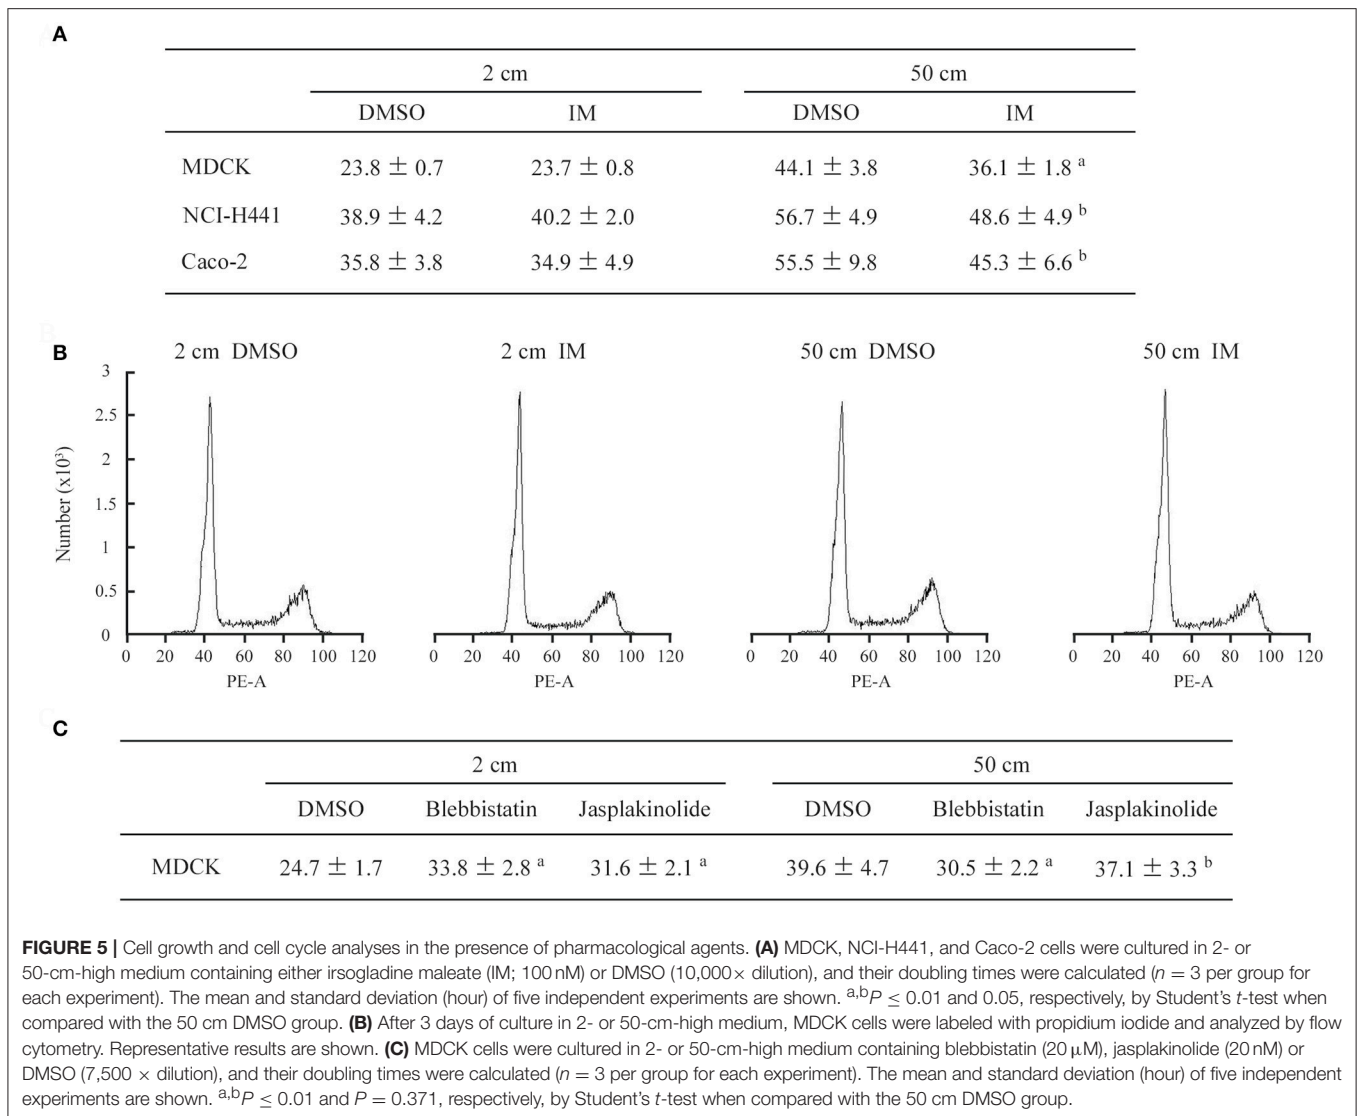 A
2 cm 50 cm
DMSO IM DMSO IM
MDCK 23.8 ± 0.7 23.7 ± 0.8 44.1 ± 3.8 36.1 ± 1.8 a
NCI-H441 38.9 ± 4.2 40.2 ± 2.0 56.7 ± 4.9 48.6 ± 4.9 b
Caco-2 35.8 ± 3.8 34.9 ± 4.9 55.5 ± 9.8 45.3 ± 6.6 b
B
2 cm DMSO 2 cm IM 50 cm DMSO 50 cm IM
3
2.5
2
1.5
1
0.5
0
Number (x10³)
0 20 40 60 80 100 120 0 20 40 60 80 100 120 0 20 40 60 80 100 120 0 20 40 60 80 100 120
PE-A PE-A PE-A PE-A
C
2 cm 50 cm
DMSO Blebbistatin Jasplakinolide DMSO Blebbistatin Jasplakinolide
MDCK 24.7 ± 1.7 33.8 ± 2.8 a 31.6 ± 2.1 a 39.6 ± 4.7 30.5 ± 2.2 a 37.1 ± 3.3 b
FIGURE 5 | Cell growth and cell cycle analyses in the presence of pharmacological agents. (A) MDCK, NCI-H441, and Caco-2 cells were cultured in 2- or
50-cm-high medium containing either irsogladine maleate (IM; 100 nM) or DMSO (10,000× dilution), and their doubling times were calculated (n = 3 per group for
each experiment). The mean and standard deviation (hour) of five independent experiments are shown. a,bP ≤ 0.01 and 0.05, respectively, by Student's t-test when
compared with the 50 cm DMSO group. (B) After 3 days of culture in 2- or 50-cm-high medium, MDCK cells were labeled with propidium iodide and analyzed by flow
cytometry. Representative results are shown. (C) MDCK cells were cultured in 2- or 50-cm-high medium containing blebbistatin (20 μM), jasplakinolide (20 nM) or
DMSO (7,500 × dilution), and their doubling times were calculated (n = 3 per group for each experiment). The mean and standard deviation (hour) of five independent
experiments are shown. a,bP ≤ 0.01 and P = 0.371, respectively, by Student's t-test when compared with the 50 cm DMSO group.